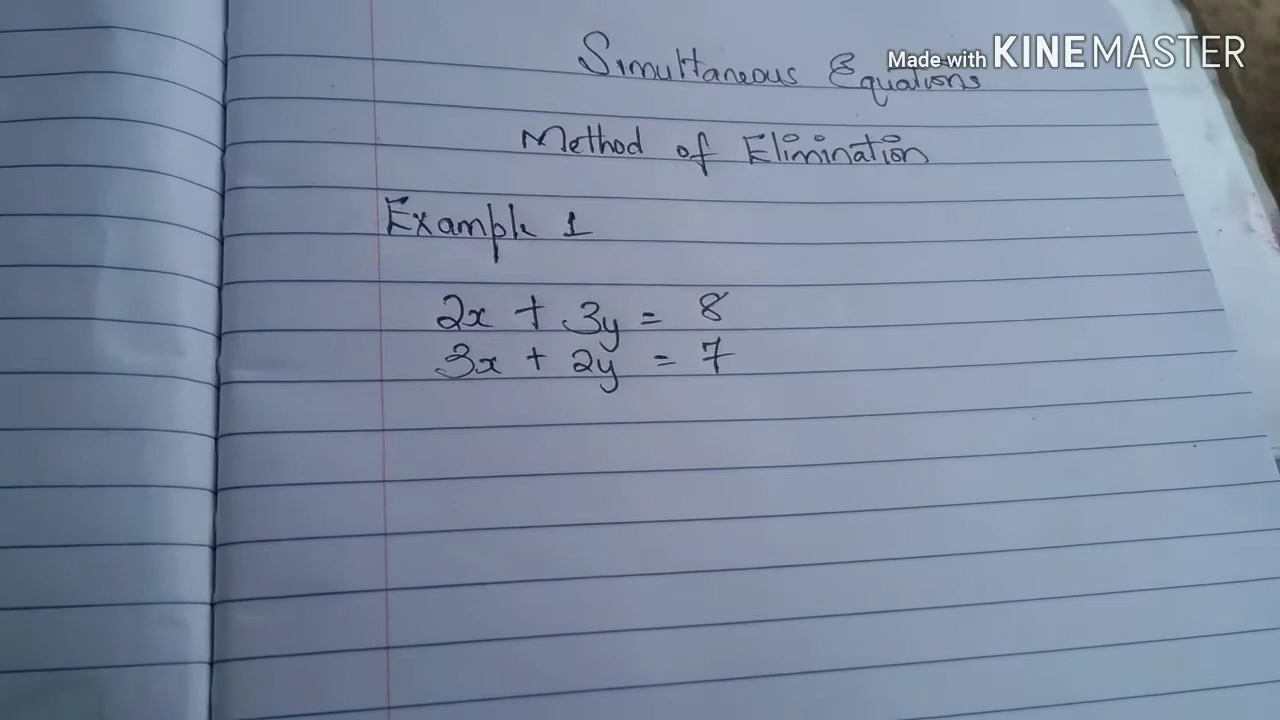 Made with KINEMASTER
Simultaneous Equations
Method of Elimination
Example 1
2x + 3y = 8
3x + 2y = 7